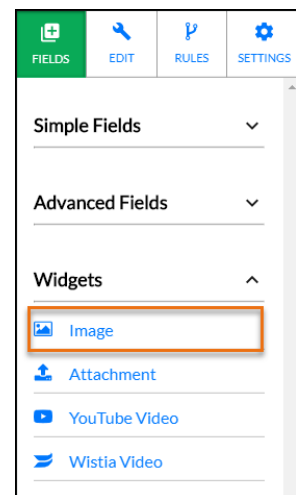 FIELDS EDIT RULES SETTINGS
Simple Fields
Advanced Fields
Widgets
Image
Attachment
YouTube Video
Wistia Video